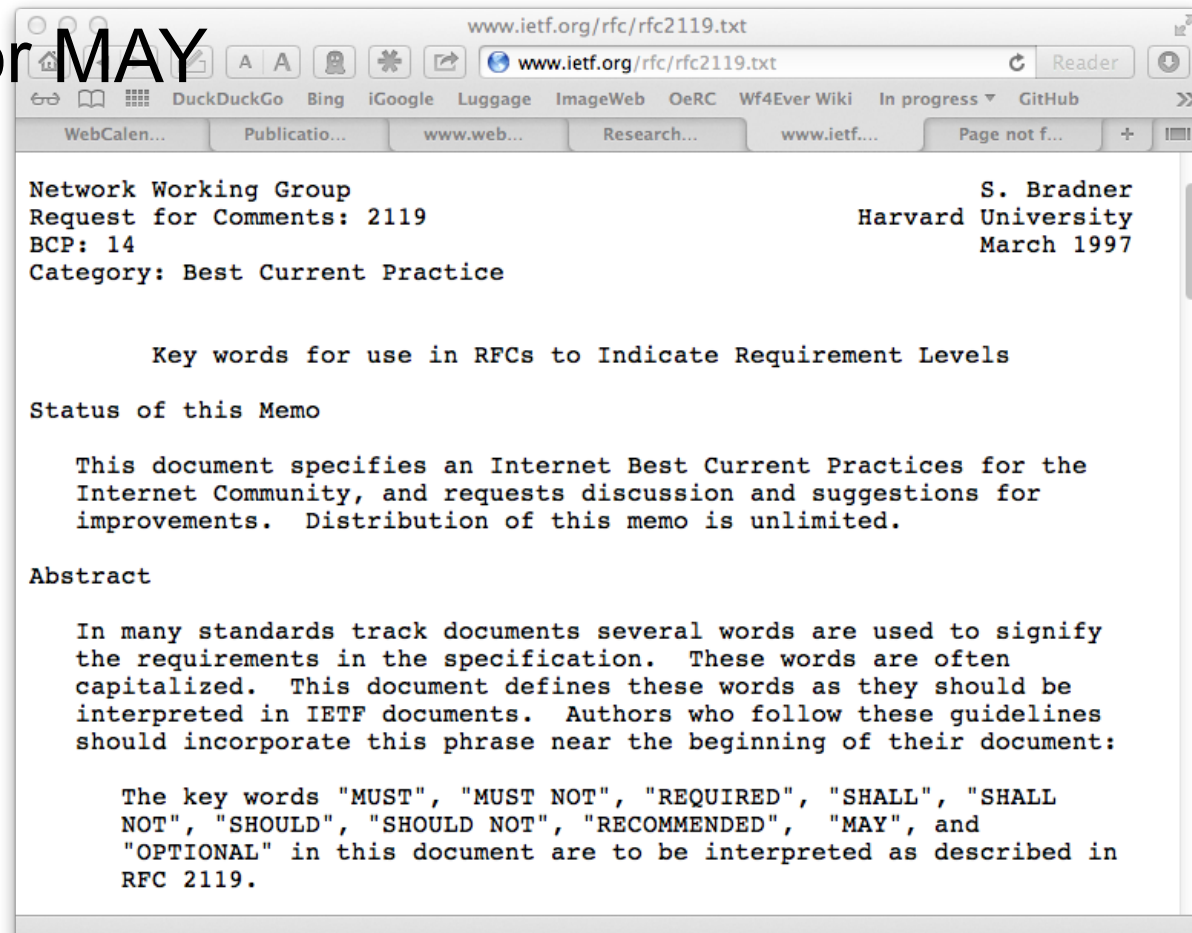 www.ietf.org/rfc/rfc2119.txt
or MAY
A A www.ietf.org/rfc/rfc2119.txt Reader
DuckDuckGo Bing iGoogle Luggage ImageWeb OeRC Wf4Ever Wiki In progress GitHub
WebCalen... Publicatio... www.web... Research... www.ietf.... Page not f...
Network Working Group S. Bradner
Request for Comments: 2119 Harvard University
BCP: 14 March 1997
Category: Best Current Practice
Key words for use in RFCs to Indicate Requirement Levels
Status of this Memo
This document specifies an Internet Best Current Practices for the
Internet Community, and requests discussion and suggestions for
improvements. Distribution of this memo is unlimited.
Abstract
In many standards track documents several words are used to signify
the requirements in the specification. These words are often
capitalized. This document defines these words as they should be
interpreted in IETF documents. Authors who follow these guidelines
should incorporate this phrase near the beginning of their document:
The key words "MUST", "MUST NOT", "REQUIRED", "SHALL", "SHALL
NOT", "SHOULD", "SHOULD NOT", "RECOMMENDED", "MAY", and
"OPTIONAL" in this document are to be interpreted as described in
RFC 2119.